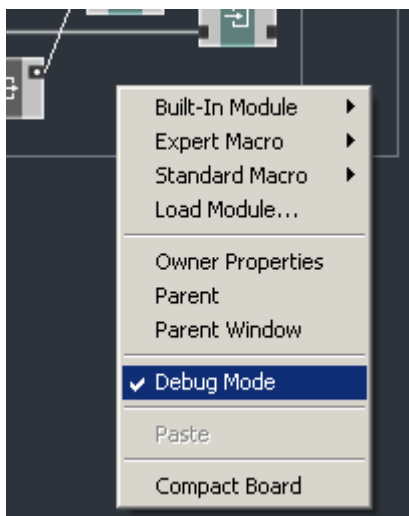 Built-In Module
Expert Macro
Standard Macro
Load Module...
Owner Properties
Parent
Parent Window
Debug Mode
Paste
Compact Board